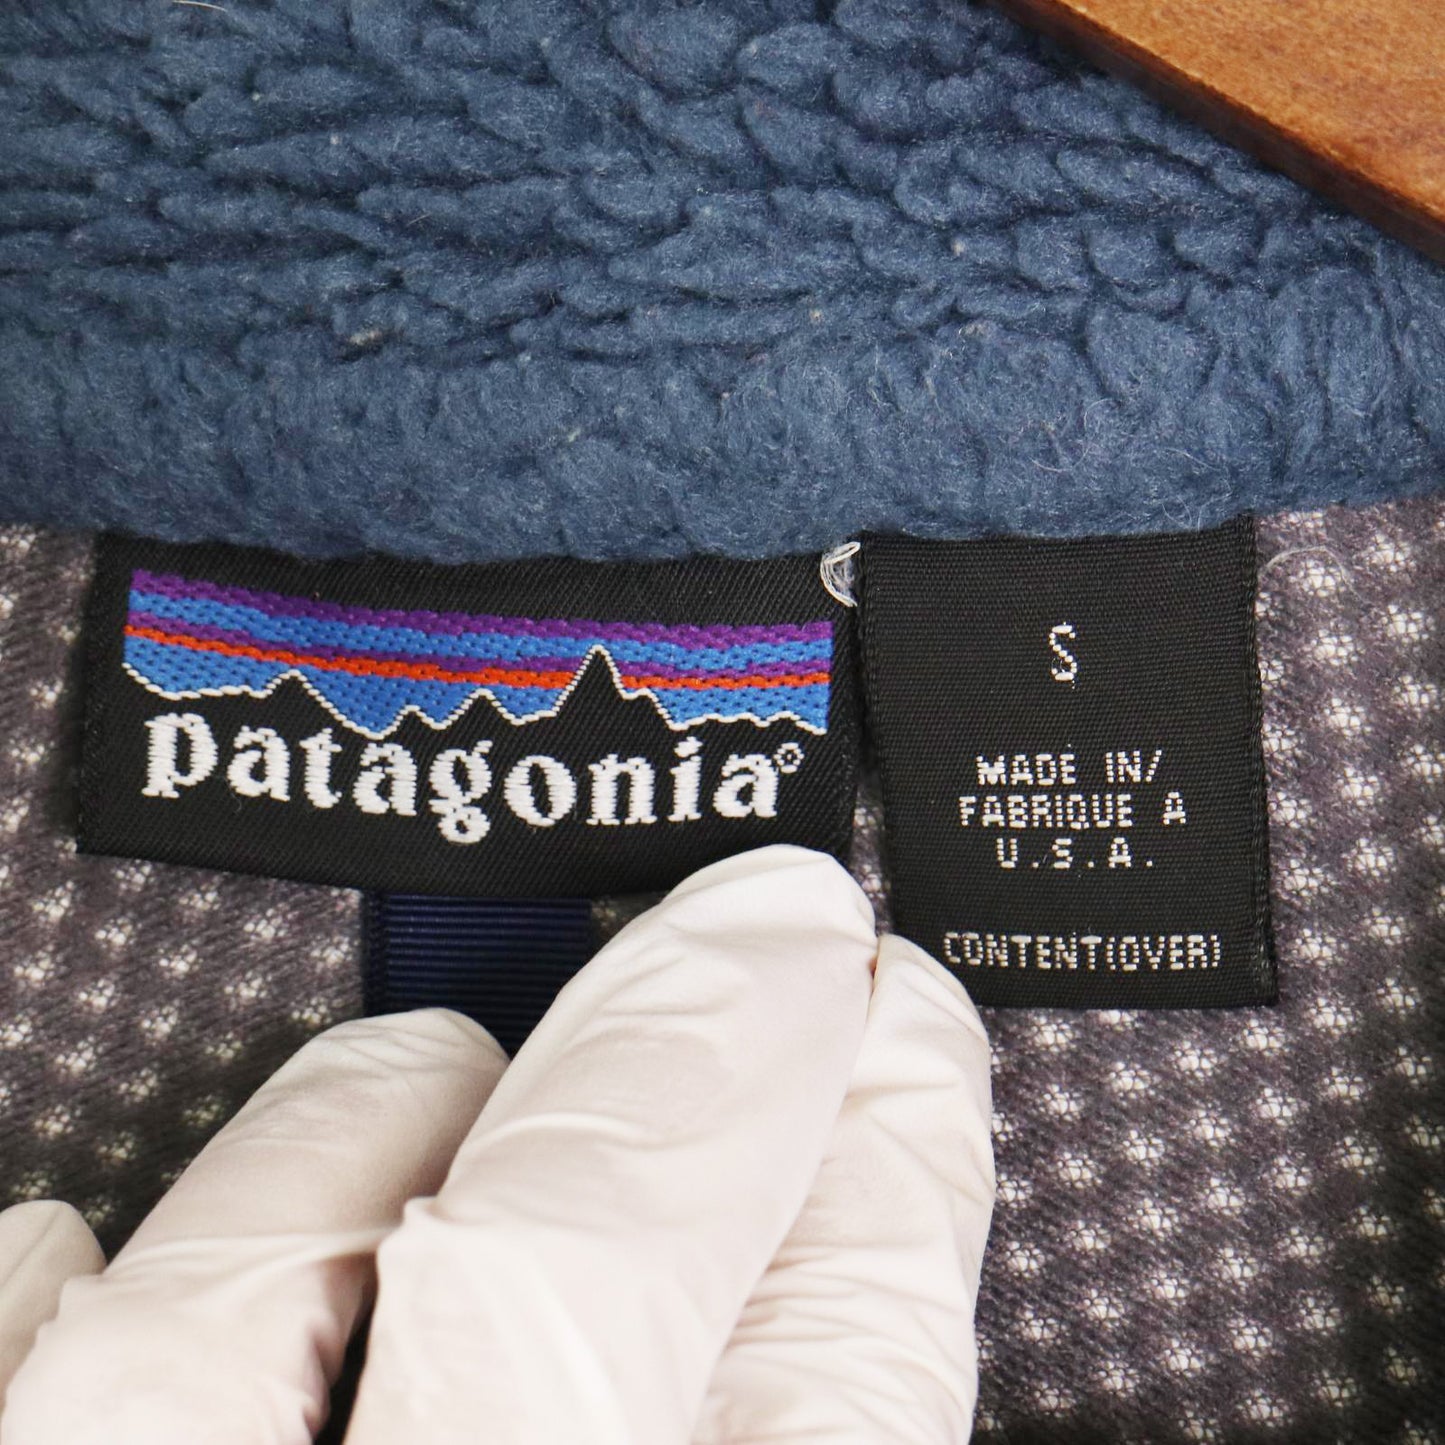 patagonia®
S
MADE IN/
FABRIQUE A
U.S.A.
CONTENT(OVER)